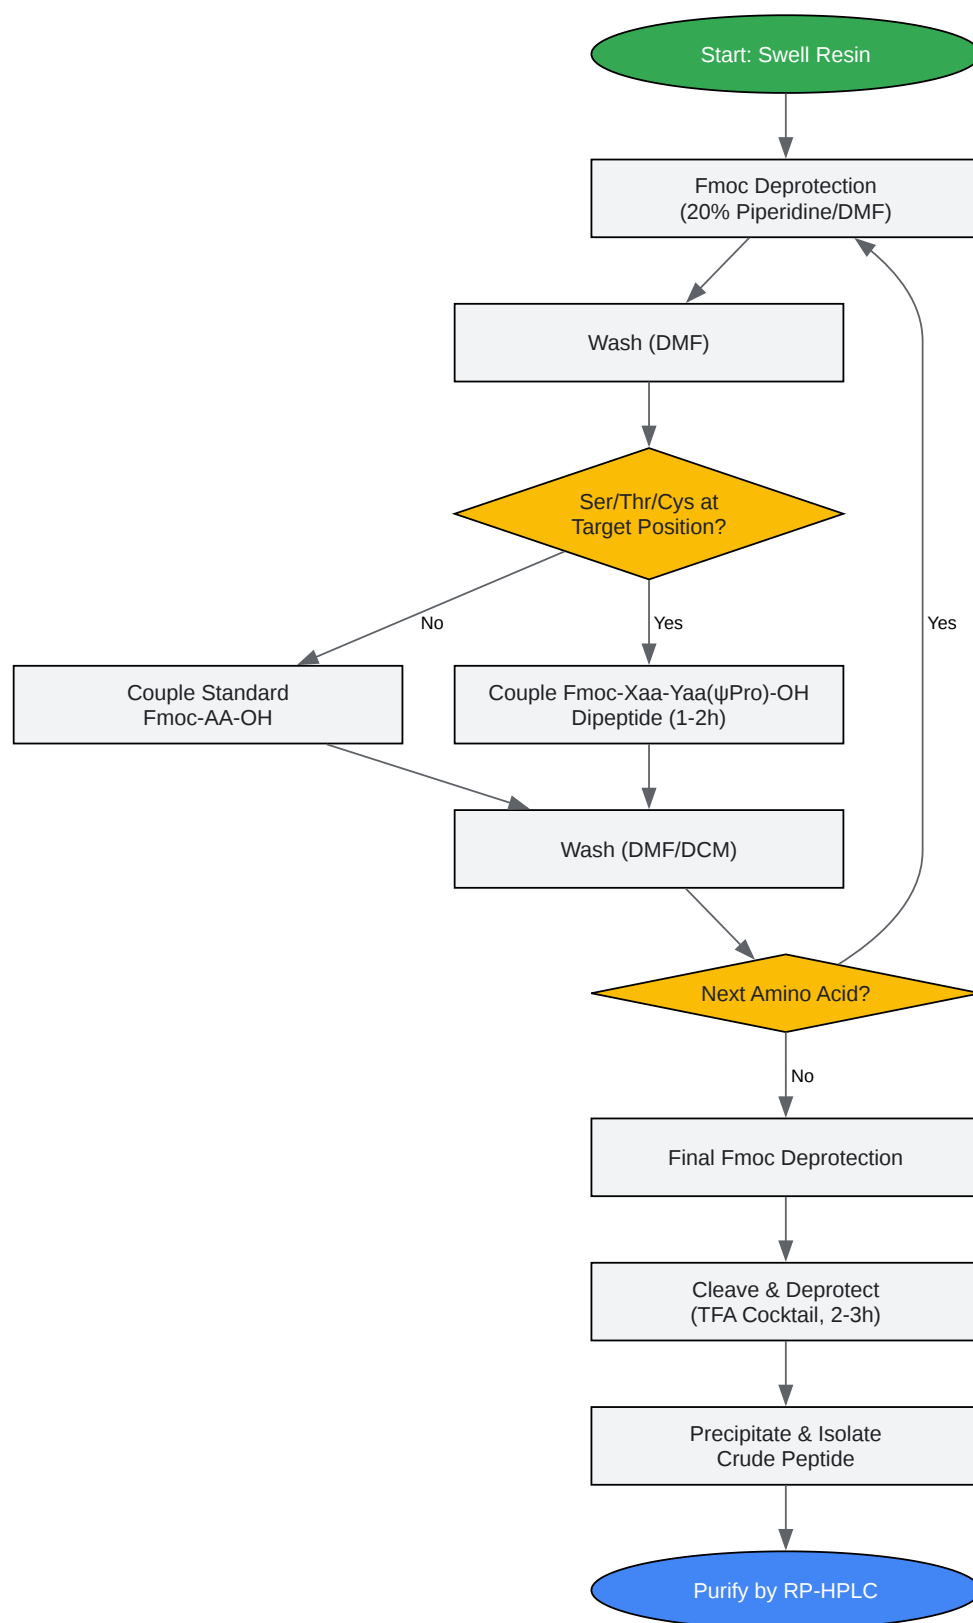 Start: Swell Resin
Fmoc Deprotection
(20% Piperidine/DMF)
Wash (DMF)
Ser/Thr/Cys at
Target Position?
No
Yes
Yes
Couple Standard
Fmoc-AA-OH
Couple Fmoc-Xaa-Yaa(ψPro)-OH
Dipeptide (1-2h)
Wash (DMF/DCM)
Next Amino Acid?
No
Final Fmoc Deprotection
Cleave & Deprotect
(TFA Cocktail, 2-3h)
Precipitate & Isolate
Crude Peptide
Purify by RP-HPLC